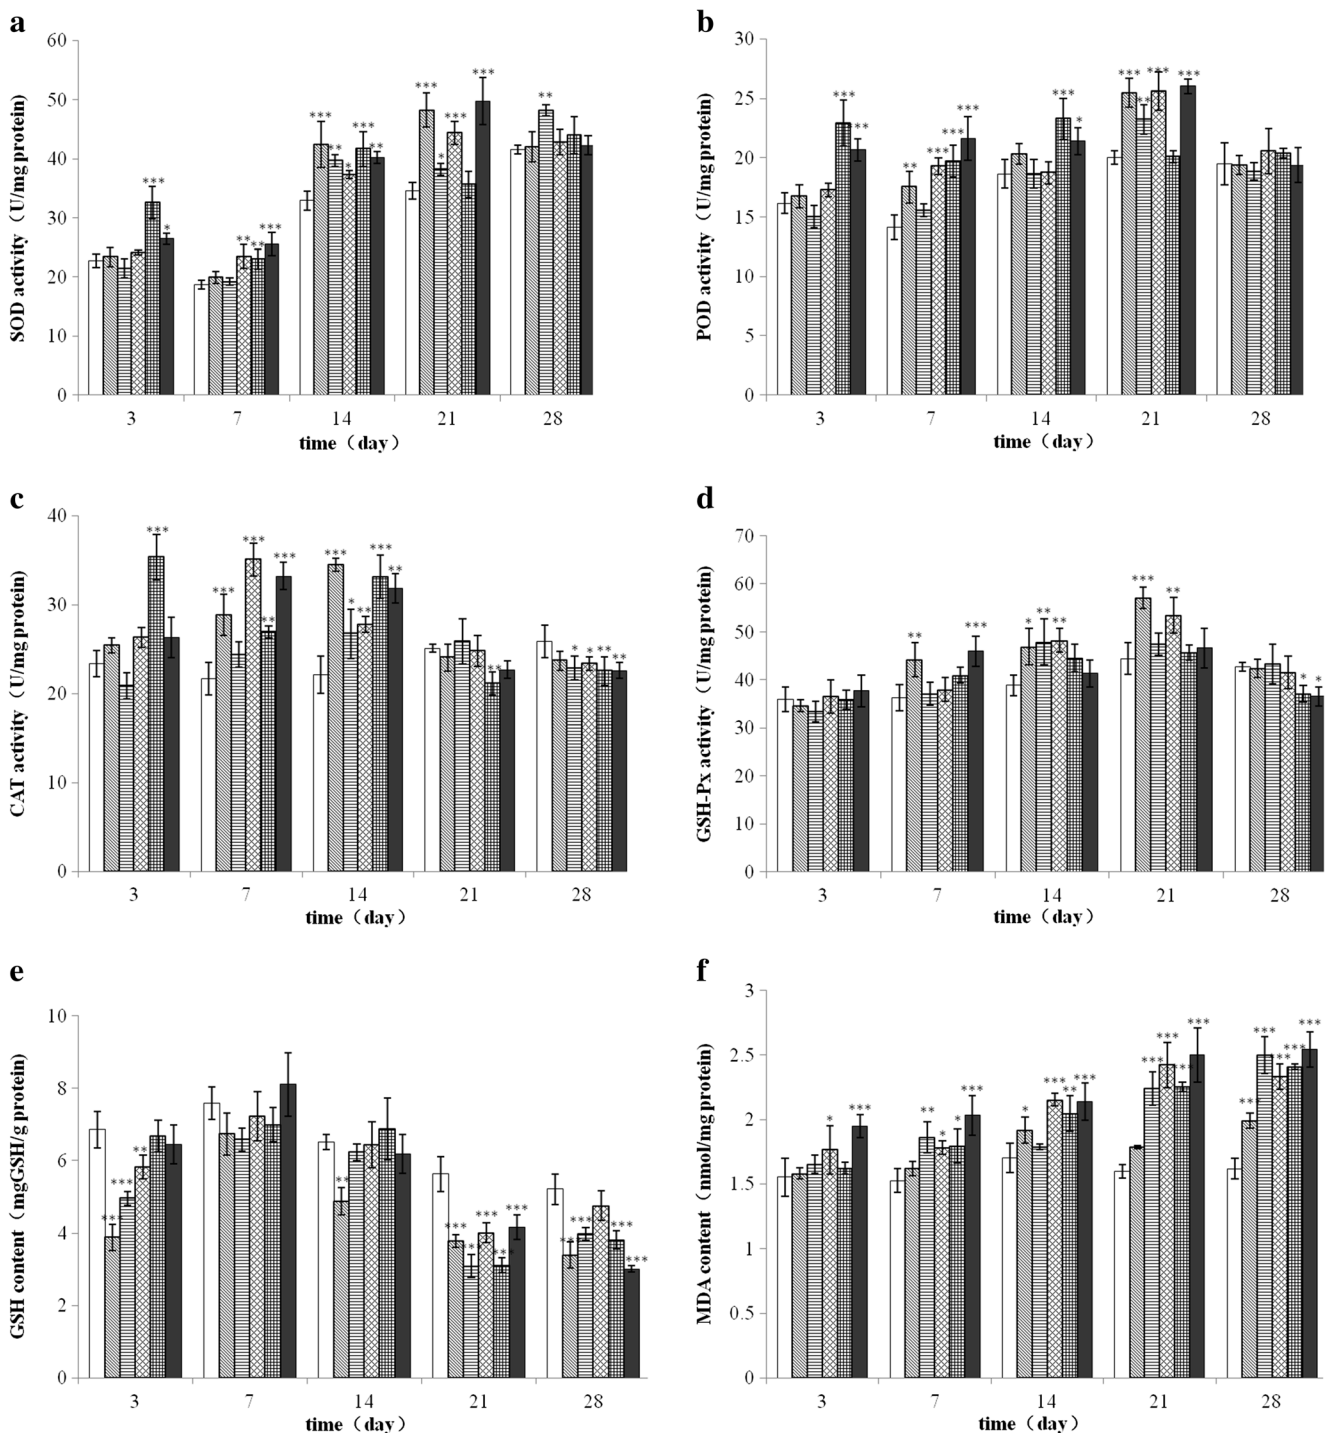 a
SOD activity（U/mg protein)
60
50
40
30
20
10
0
*** * ** ** *** *** ** * *** ** *** * *** **
3 7 14 21 28
time（day）
b
POD activity（U/mg protein)
30
25
20
15
10
5
0
*** ** ** *** *** *** *** * *** ** *** ***
3 7 14 21 28
time（day）
c
CAT activity（U/mg protein)
40
30
20
10
0
*** *** *** ** *** *** * ** *** ** ** * * ** **
3 7 14 21 28
time（day）
d
GSH-Px activity（U/mg protein)
70
60
50
40
30
20
10
0
** *** * ** ** *** ** * *
3 7 14 21 28
time（day）
e
GSH content（mgGSH/g protein)
10
8
6
4
2
0
*** *** ** ** *** *** *** *** *** *** *** *** ***
3 7 14 21 28
time（day）
f
MDA content（nmol/mg protein)
3
2.5
2
1.5
1
0.5
0
* *** ** * * *** * *** ** *** *** *** *** *** *** *** *** *** ***
3 7 14 21 28
time（day）